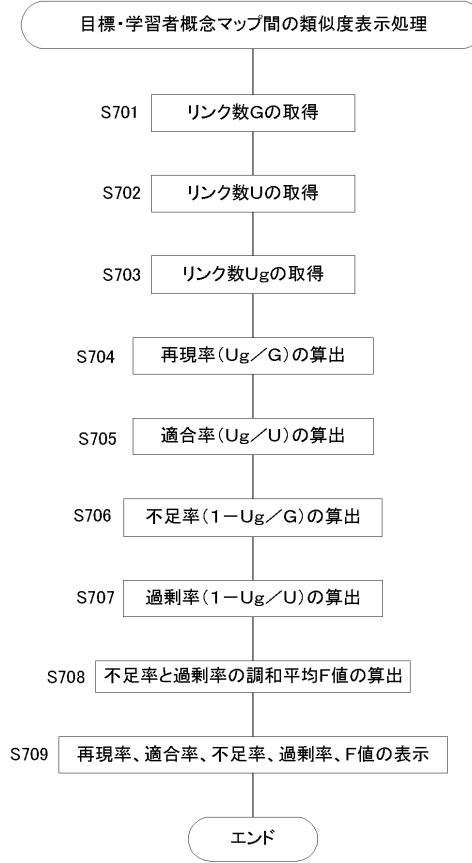 目標・学習者概念マップ間の類似度表示処理
S701 リンク数Gの取得
S702 リンク数Uの取得
S703 リンク数Ugの取得
S704 再現率(Ug／G)の算出
S705 適合率(Ug／U)の算出
S706 不足率(1－Ug／G)の算出
S707 過剰率(1－Ug／U)の算出
S708 不足率と過剰率の調和平均F値の算出
S709 再現率、適合率、不足率、過剰率、F値の表示
エンド